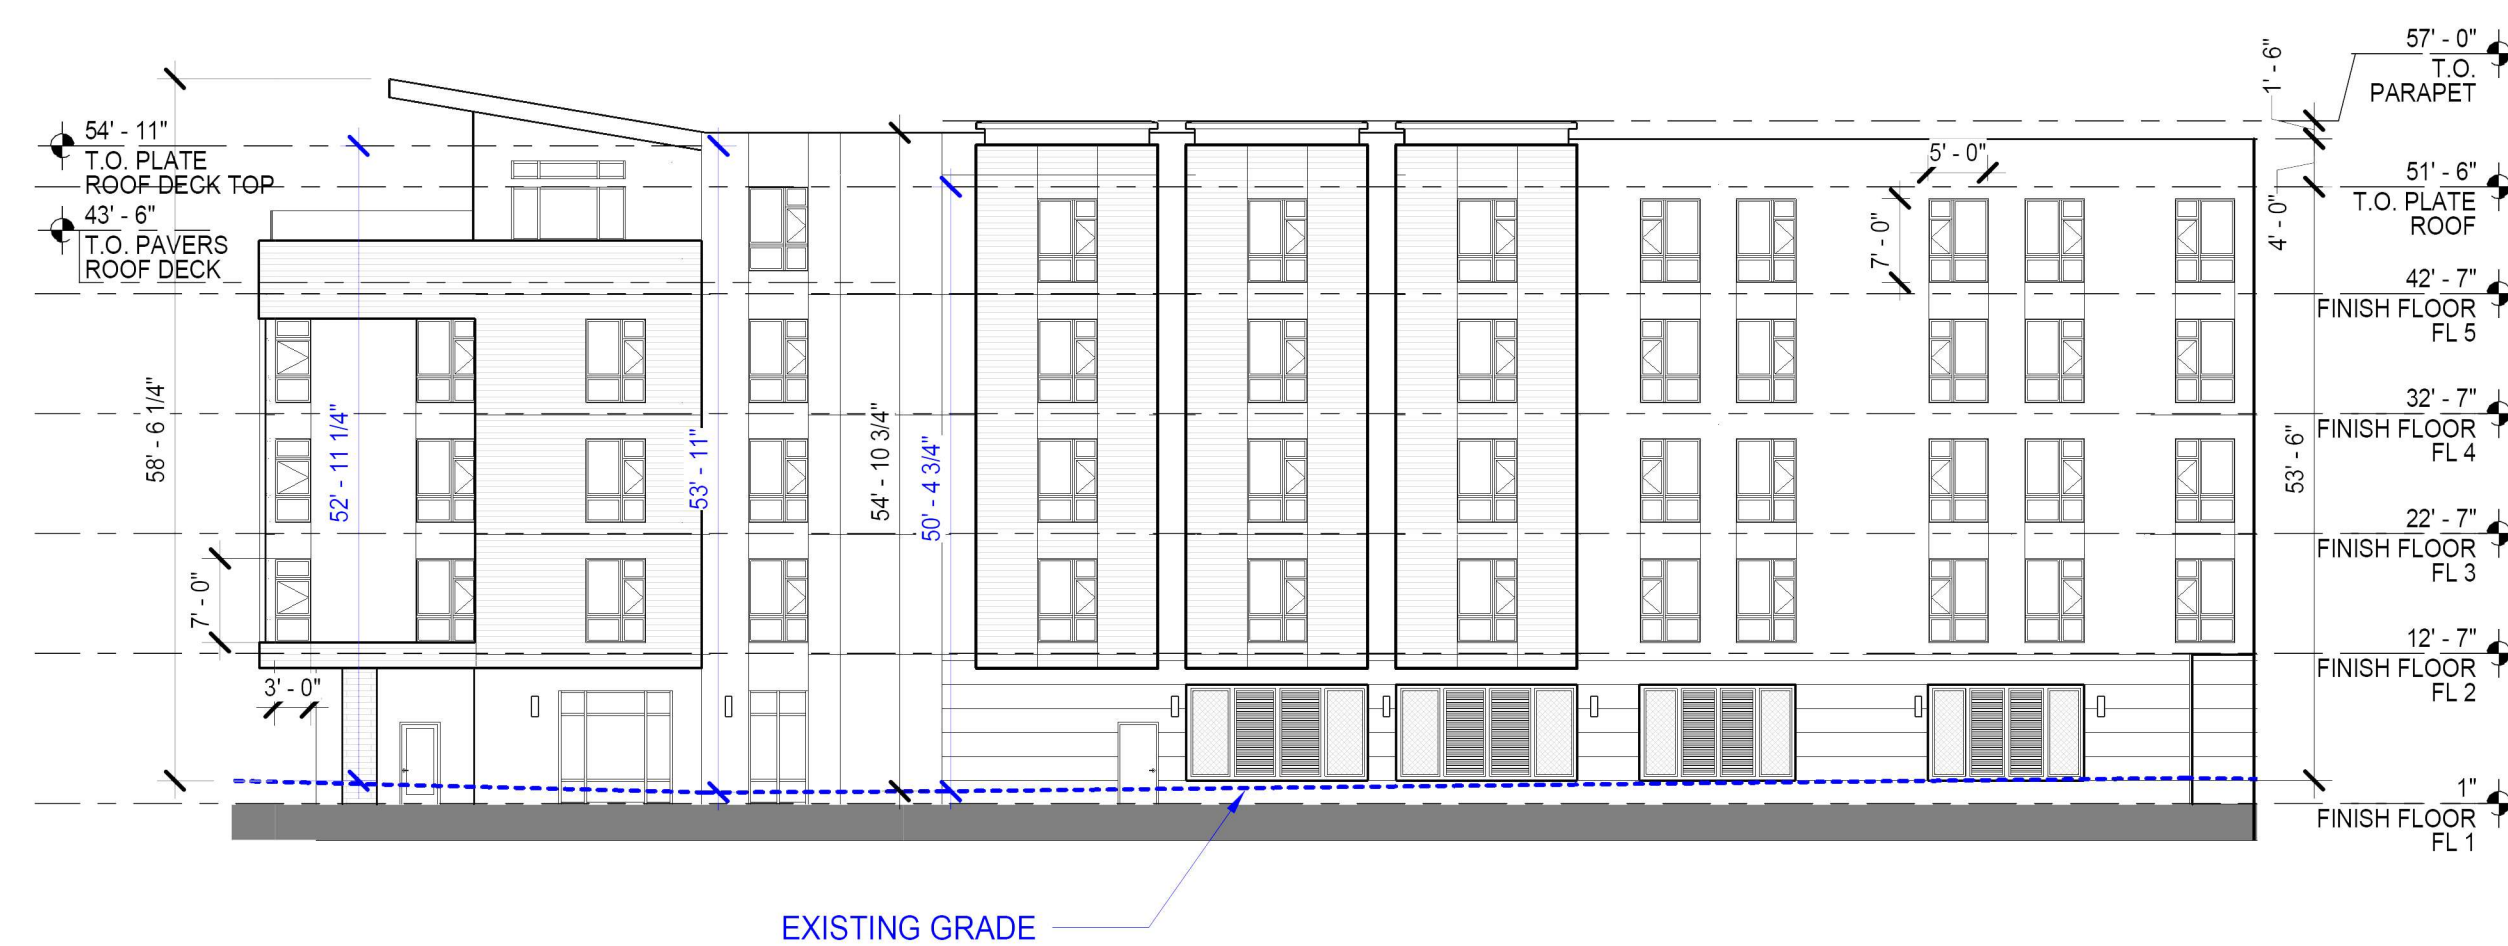 54' - 11"
T.O. PLATE
ROOF DECK TOP
43' - 6"
T.O. PAVERS
ROOF DECK
58' - 6 1/4"
7' - 0"
3' - 0"
52' - 11 1/4"
53' - 11"
54' - 10 3/4"
50' - 4 3/4"
7' - 0"
5' - 0"
1' - 6"
4' - 0"
53' - 6"
57' - 0"
T.O.
PARAPET
51' - 6"
T.O. PLATE
ROOF
42' - 7"
FINISH FLOOR
FL 5
32' - 7"
FINISH FLOOR
FL 4
22' - 7"
FINISH FLOOR
FL 3
12' - 7"
FINISH FLOOR
FL 2
1"
FINISH FLOOR
FL 1
EXISTING GRADE